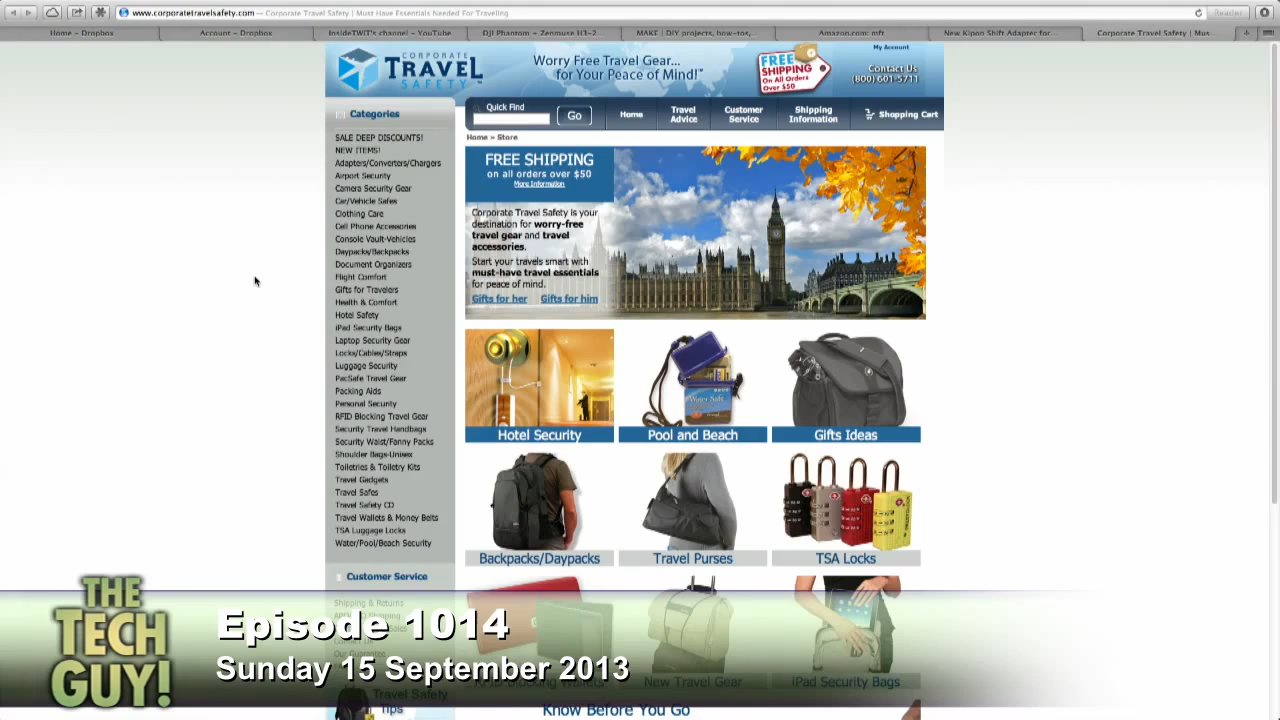 www.corporatetravelsafety.com — Corporate Travel Safety | Must Have Essentials Needed For Traveling
Reader
Home – Dropbox
Account – Dropbox
InsideTWiT's channel – YouTube
DJI Phantom – Zenmuse H3-2...
MAKE | DIY projects, how-tos,...
Amazon.com: mft
New Kipon Shift Adapter for...
Corporate Travel Safety | Mus...
CORPORATE
TRAVEL
SAFETY
Worry Free Travel Gear...
for Your Peace of Mind!"
FREE
SHIPPING
On All Orders
Over $50
My Account
Contact Us
(800) 601-5711
Categories
Quick Find
Go
Home
Travel Advice
Customer Service
Shipping Information
Shopping Cart
Home » Store
SALE DEEP DISCOUNTS!
NEW ITEMS!
Adapters/Converters/Chargers
Airport Security
Camera Security Gear
Car/Vehicle Safes
Clothing Care
Cell Phone Accessories
Console Vault-Vehicles
Daypacks/Backpacks
Document Organizers
Flight Comfort
Gifts for Travelers
Health & Comfort
Hotel Safety
iPad Security Bags
Laptop Security Gear
Locks/Cables/Straps
Luggage Security
PacSafe Travel Gear
Packing Aids
Personal Security
RFID Blocking Travel Gear
Security Travel Handbags
Security Waist/Fanny Packs
Shoulder Bags-Unisex
Toiletries & Toiletry Kits
Travel Gadgets
Travel Safes
Travel Safety CD
Travel Wallets & Money Belts
TSA Luggage Locks
Water/Pool/Beach Security
Customer Service
Shipping & Returns
Our Guarantee
Travel Safety
Tips
FREE SHIPPING
on all orders over $50
More Information
Corporate Travel Safety is your
destination for worry-free
travel gear and travel
accessories.
Start your travels smart with
must-have travel essentials
for peace of mind.
Gifts for her
Gifts for him
Hotel Security
Pool and Beach
Gifts Ideas
Backpacks/Daypacks
Travel Purses
TSA Locks
RFID Blocking Wallets
New Travel Gear
iPad Security Bags
Know Before You Go
THE
TECH
GUY!
Episode 1014
Sunday 15 September 2013